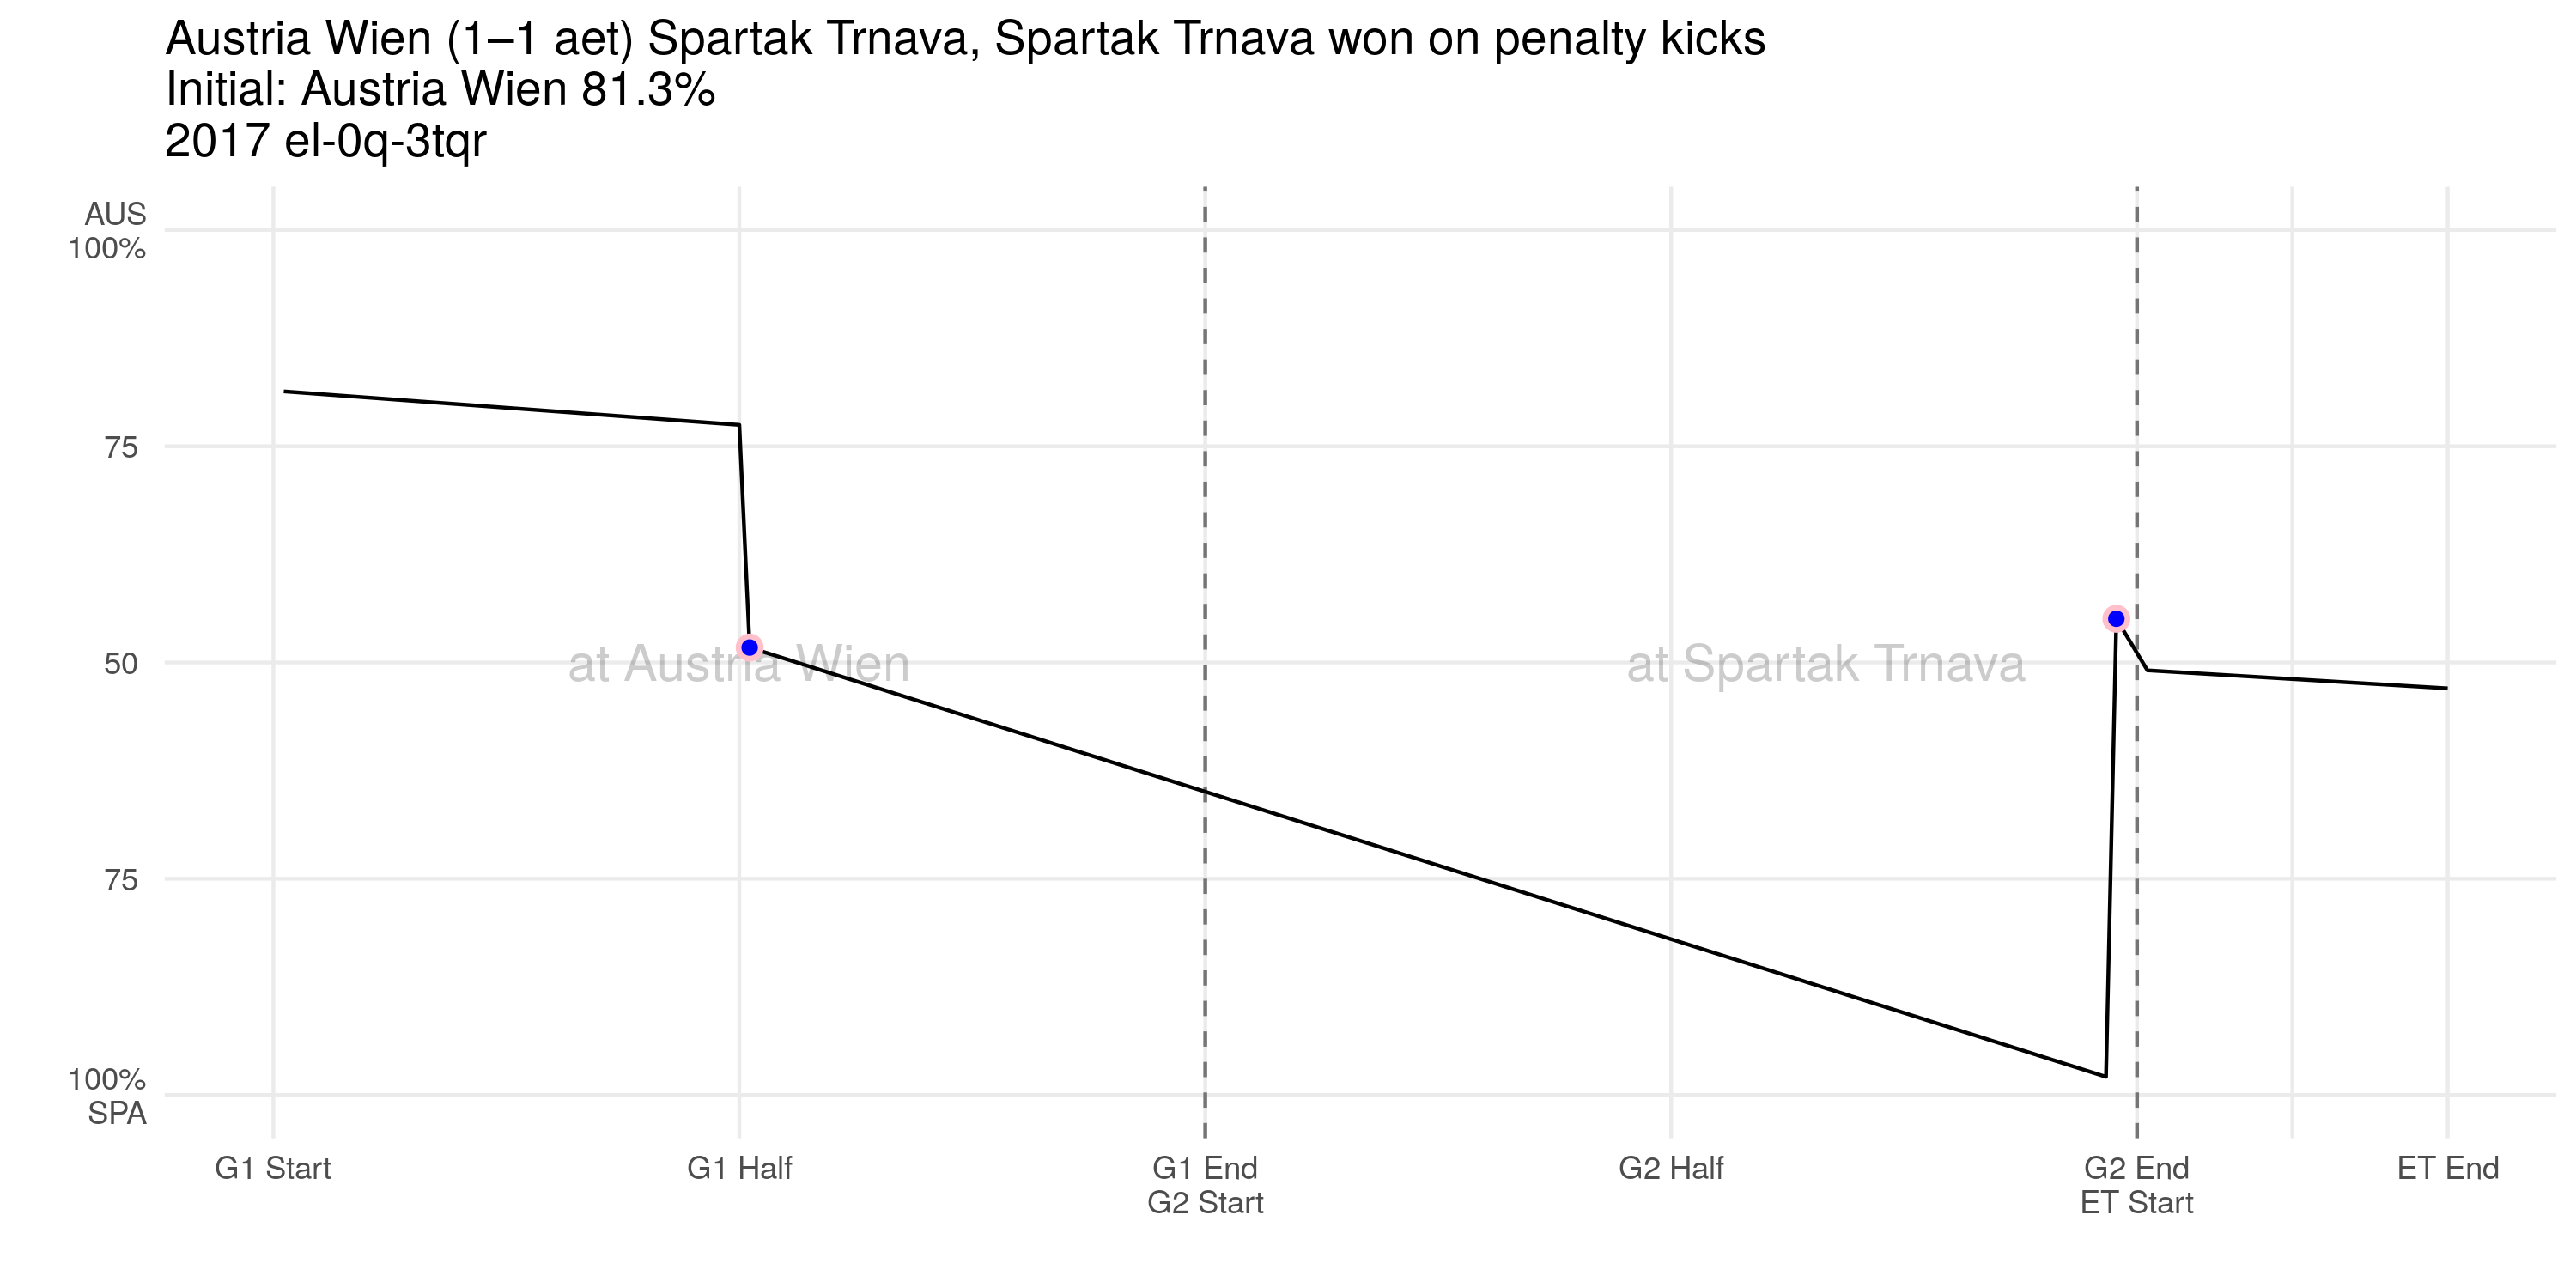 Austria Wien (1–1 aet) Spartak Trnava, Spartak Trnava won on penalty kicks
Initial: Austria Wien 81.3%
2017 el-0q-3tqr
AUS
100%
75
50
75
100%
SPA
at Austria Wien
at Spartak Trnava
G1 Start
G1 Half
G1 End
G2 Start
G2 Half
G2 End
ET Start
ET End